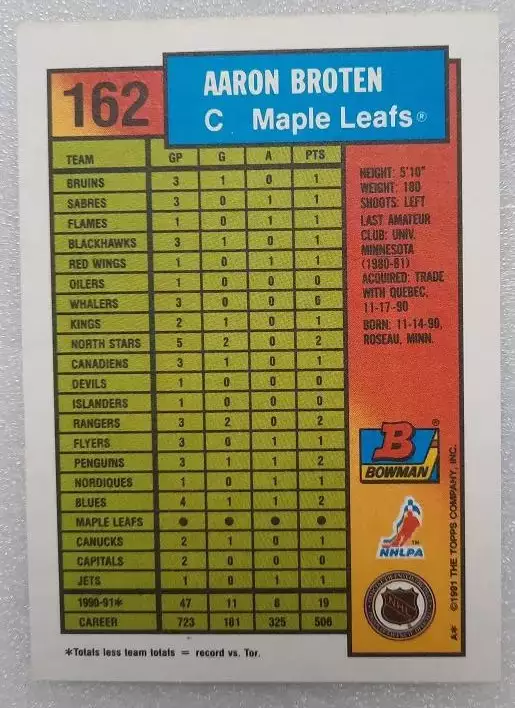 162
AARON BROTEN
C Maple Leafs®
TEAM GP G A PTS
BRUINS 3 1 0 1
SABRES 3 0 1 1
FLAMES 1 0 1 1
BLACKHAWKS 3 1 0 1
RED WINGS 1 0 1 1
OILERS 1 0 0 0
WHALERS 3 0 0 0
KINGS 2 1 0 1
NORTH STARS 5 2 0 2
CANADIENS 3 1 0 1
DEVILS 1 0 0 0
ISLANDERS 1 0 0 0
RANGERS 3 2 0 2
FLYERS 3 0 1 1
PENGUINS 3 1 1 2
NORDIQUES 1 0 1 1
BLUES 4 1 1 2
MAPLE LEAFS ● ● ● ●
CANUCKS 2 1 0 1
CAPITALS 2 0 0 0
JETS 1 0 1 1
1990-91* 47 11 8 19
CAREER 723 181 325 506
*Totals less team totals = record vs. Tor.
HEIGHT: 5'10"
WEIGHT: 180
SHOOTS: LEFT
LAST AMATEUR
CLUB: UNIV.
MINNESOTA
(1980-81)
ACQUIRED: TRADE
WITH QUEBEC,
11-17-90
BORN: 11-14-90,
ROSEAU, MINN.
B®
BOWMAN
™
NHLPA
NHL
A* ©1991 THE TOPPS COMPANY, INC.